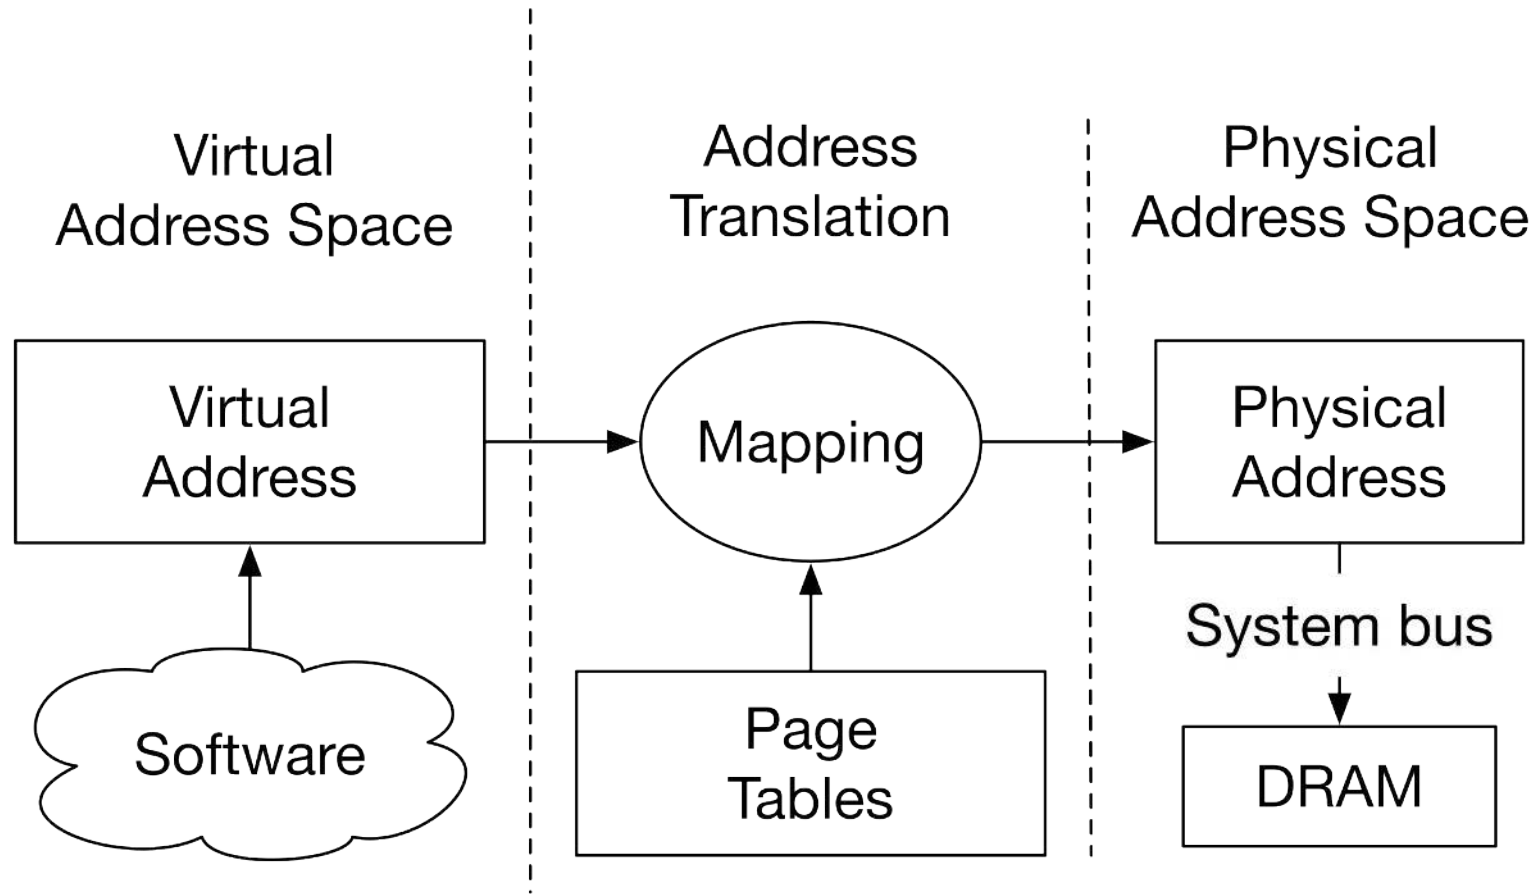 Virtual
Address Space
Address
Translation
Physical
Address Space
Virtual
Address
Mapping
Physical
Address
System bus
Software
Page
Tables
DRAM